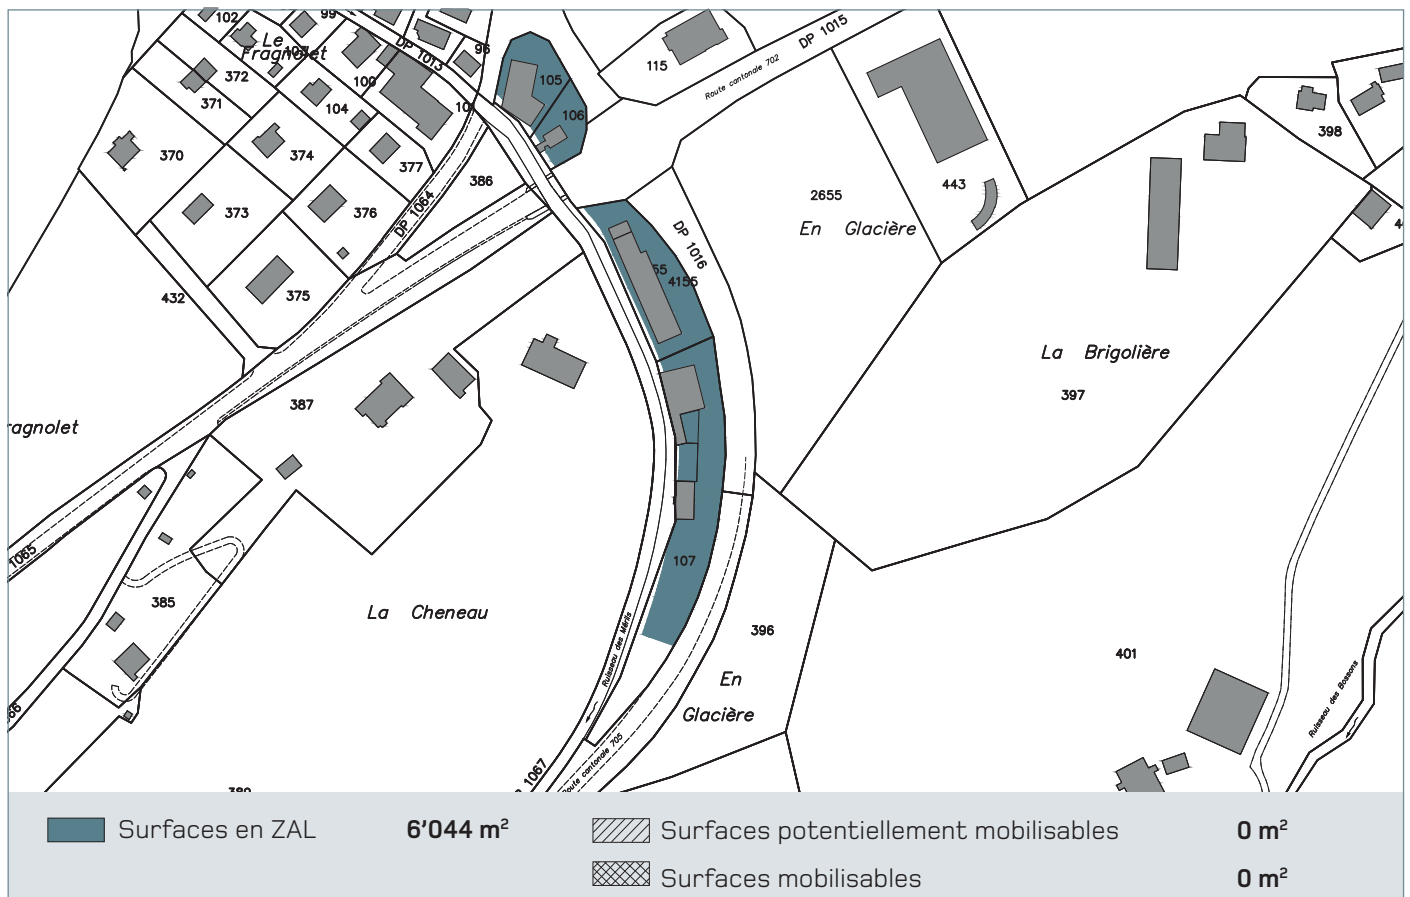 102
99
Le
Fragnolet
103
DP 1013
96
372
100
371
104
105
106
115
Route cantonale 702
DP 1015
370
374
377
386
373
376
DP 1064
432
375
2655
En Glacière
443
398
DP 1016
4155
La Brigolière
397
387
ragnolet
1065
385
La Cheneau
107
Ruisseau des Mérils
396
En
Glacière
401
Ruisseau des Bossons
Route cantonale 705
1067
Surfaces en ZAL 6’044 m²
Surfaces potentiellement mobilisables 0 m²
Surfaces mobilisables 0 m²